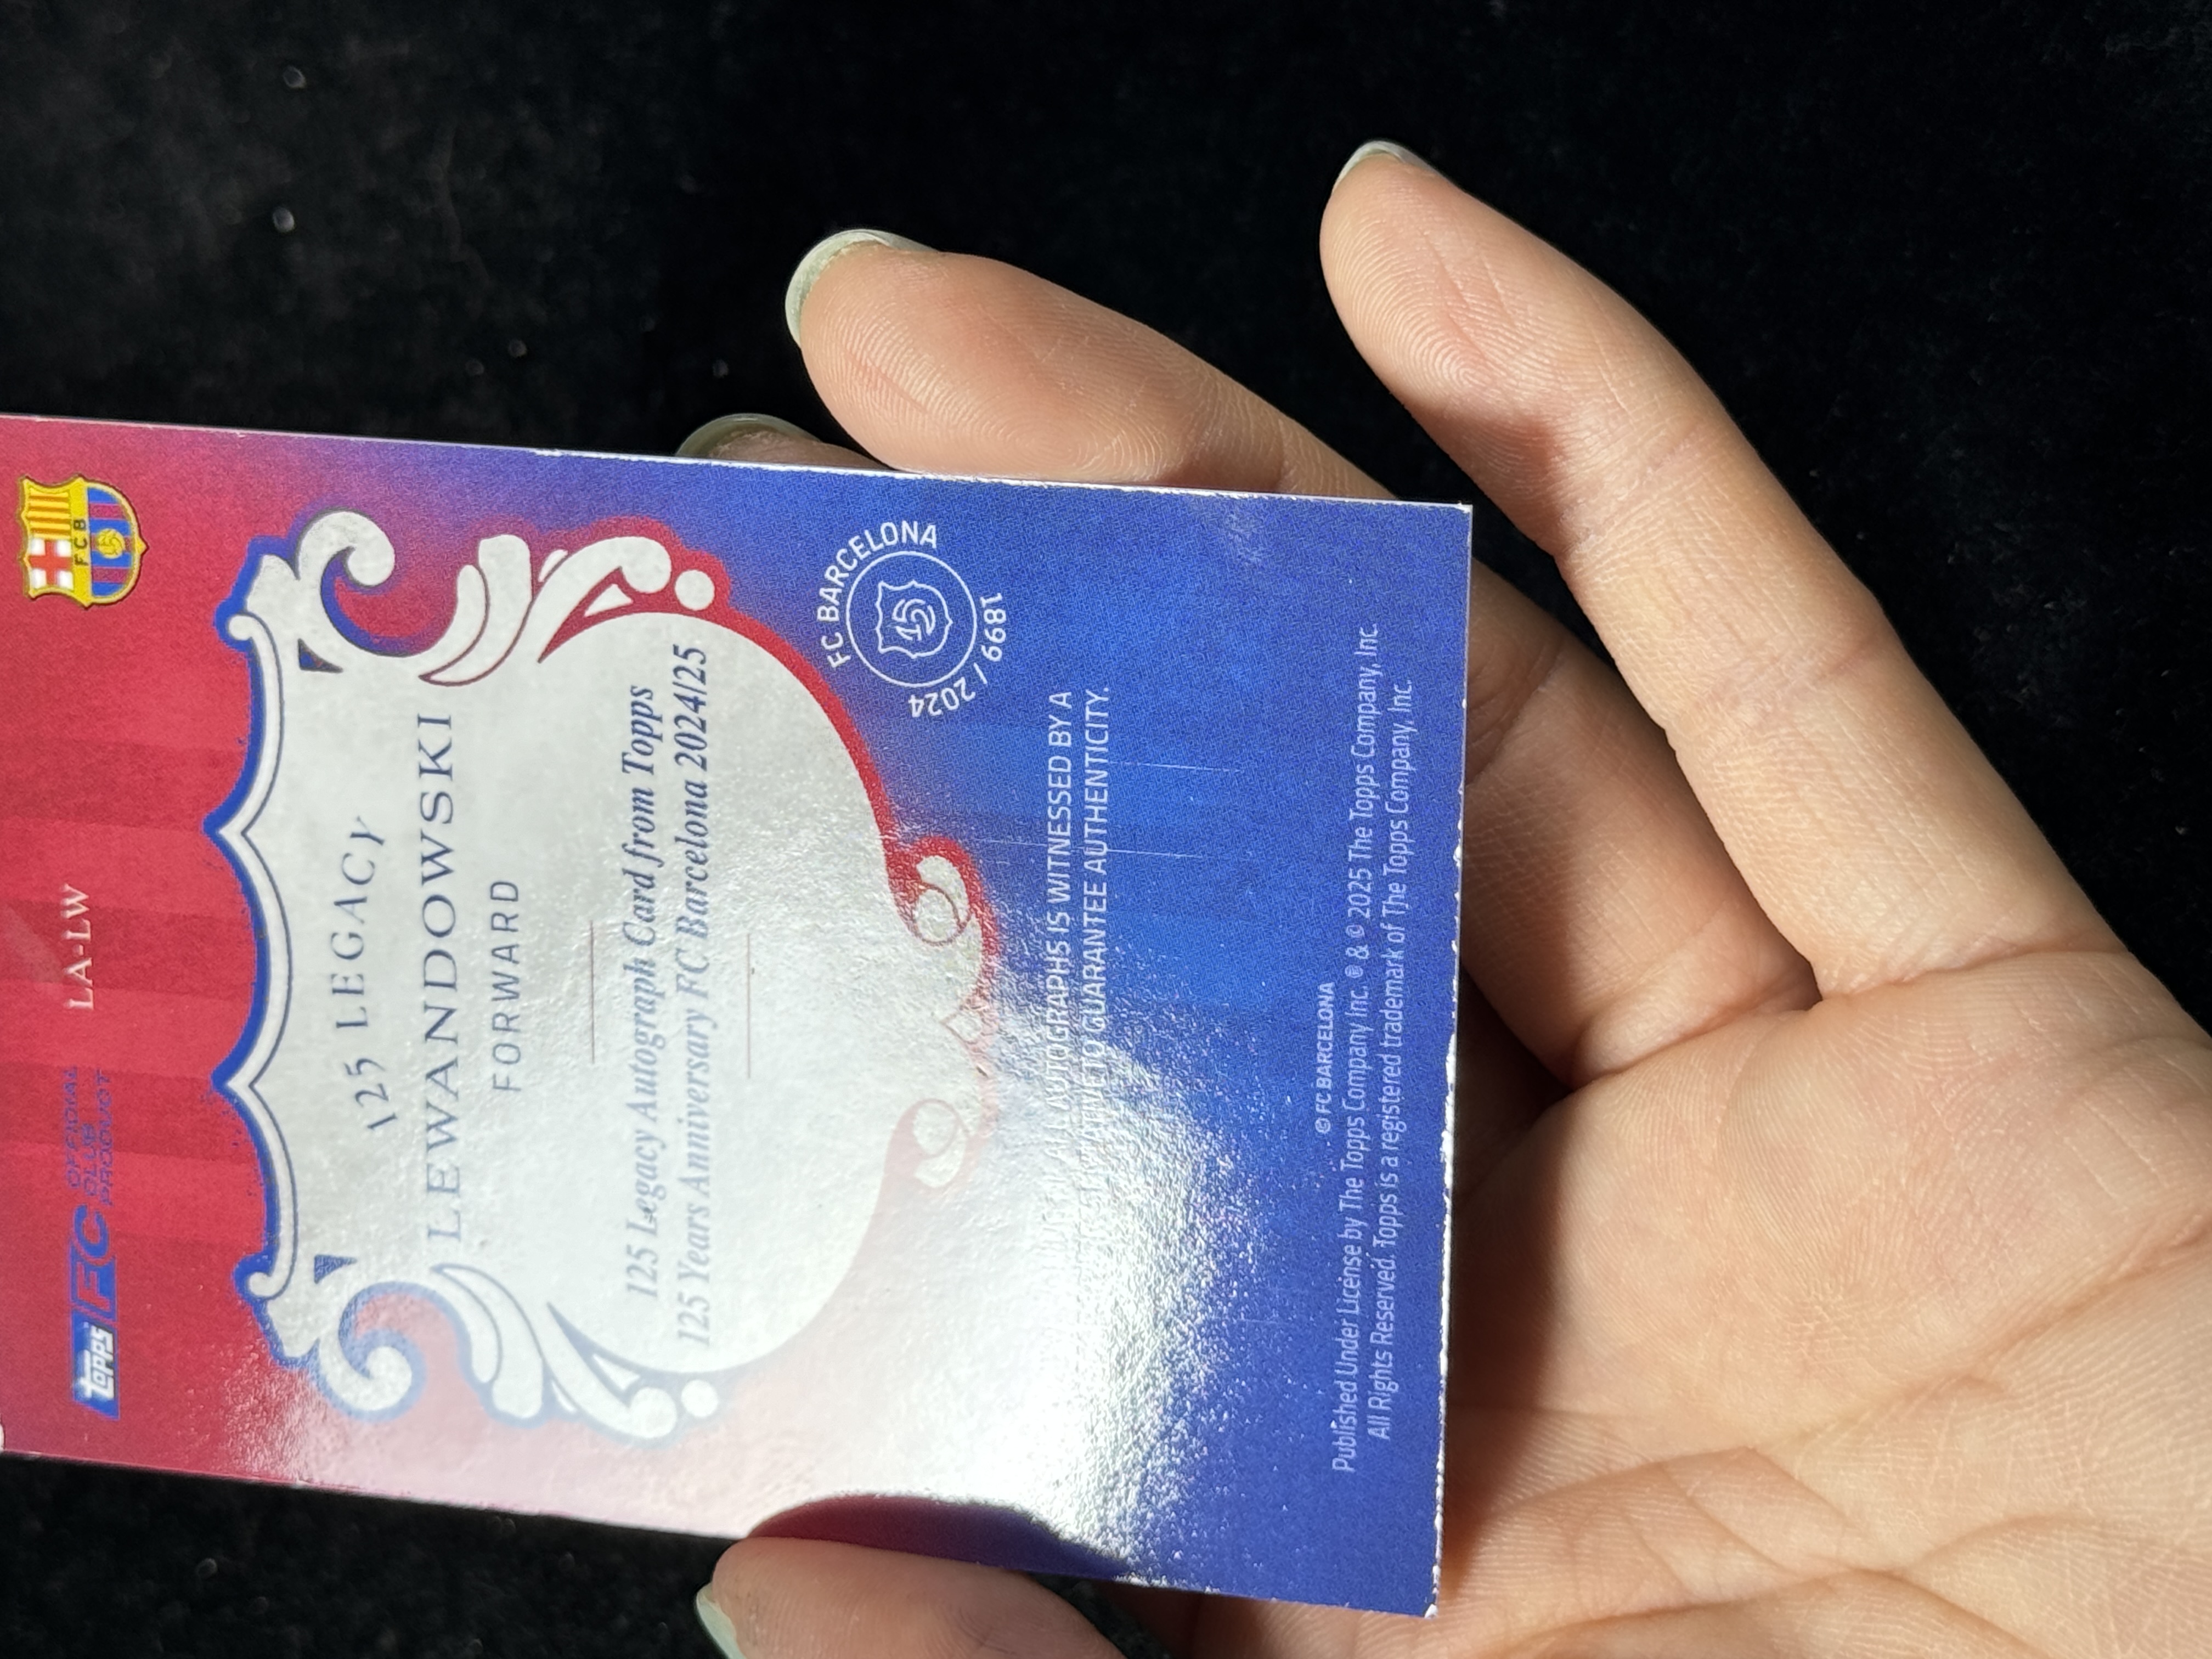 FCB
LA-LW
topps FC
OFFICIAL
CLUB
PRODUCT
125 LEGACY
LEWANDOWSKI
FORWARD
125 Legacy Autograph Card from Topps
125 Years Anniversary FC Barcelona 2024/25
FC BARCELONA
125
1899 / 2024
ALL AUTOGRAPHS IS WITNESSED BY A
TO GUARANTEE AUTHENTICITY.
© FC BARCELONA
Published Under License by The Topps Company Inc. ® & © 2025 The Topps Company, Inc.
All Rights Reserved. Topps is a registered trademark of The Topps Company, Inc.